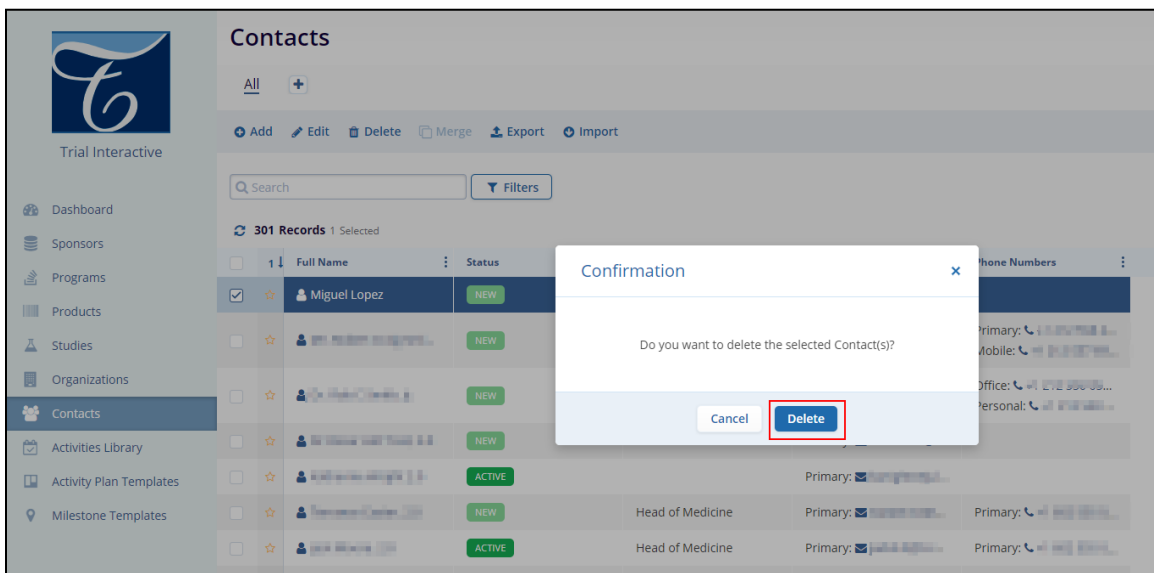 Contacts
All
Add Edit Delete Merge Export Import
Trial Interactive
Search Filters
301 Records 1 Selected
Dashboard
Sponsors
Programs
Products
Studies
Organizations
Contacts
Activities Library
Activity Plan Templates
Milestone Templates
1 Full Name Status Phone Numbers
Miguel Lopez NEW
NEW Primary:
Mobile:
NEW Office:
Personal:
NEW
ACTIVE Primary:
NEW Head of Medicine Primary: Primary:
ACTIVE Head of Medicine Primary: Primary:
Confirmation
Do you want to delete the selected Contact(s)?
Cancel Delete